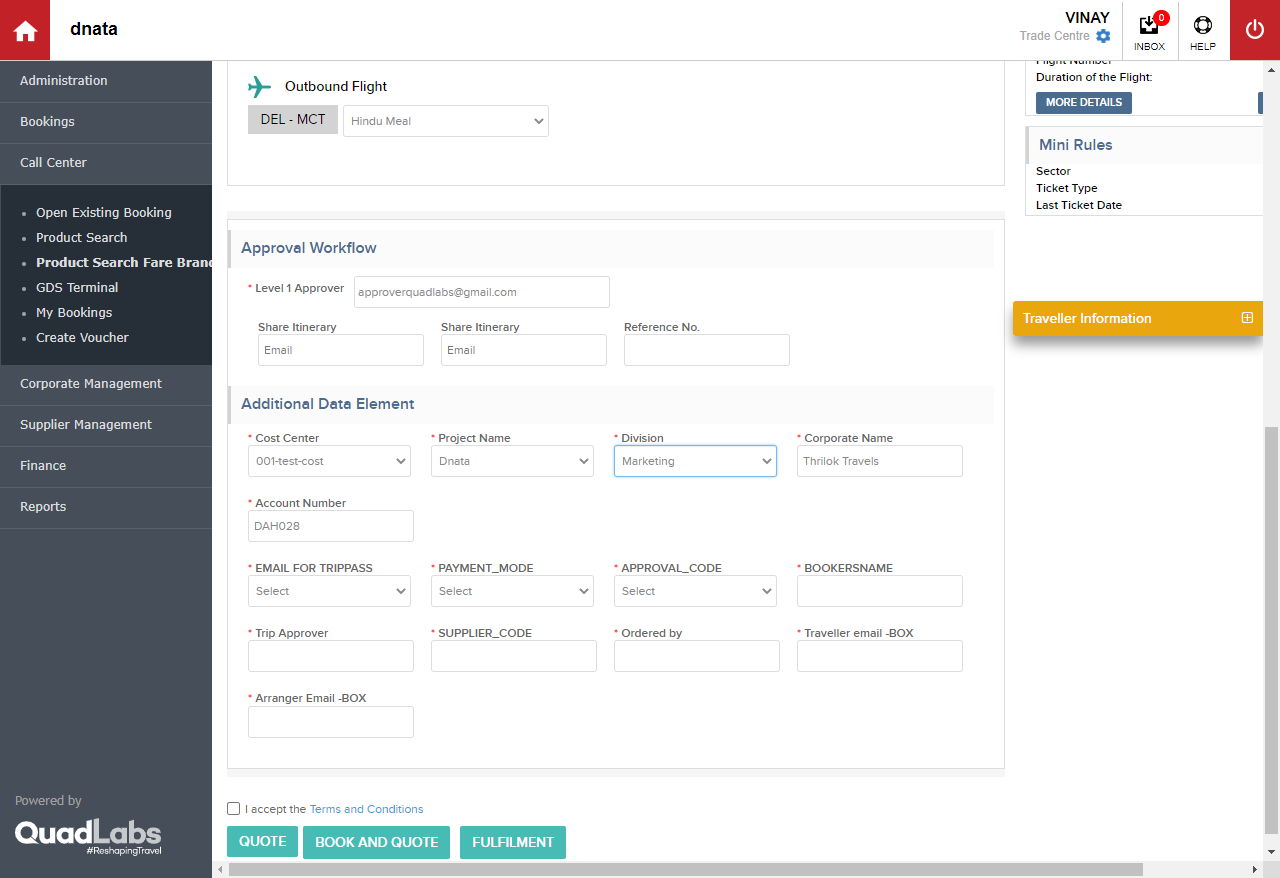 dnata
VINAY
Trade Centre
0
INBOX
HELP
Administration
Bookings
Call Center
Open Existing Booking
Product Search
Product Search Fare Bran
GDS Terminal
My Bookings
Create Voucher
Corporate Management
Supplier Management
Finance
Reports
Powered by
QuadLabs
#ReshapingTravel
Outbound Flight
DEL - MCT
Hindu Meal
Approval Workflow
* Level 1 Approver
approverquadlabs@gmail.com
Share Itinerary Share Itinerary Reference No.
Email Email
Additional Data Element
* Cost Center * Project Name * Division * Corporate Name
001-test-cost Dnata Marketing Thrilok Travels
* Account Number
DAH028
* EMAIL FOR TRIPPASS * PAYMENT_MODE * APPROVAL_CODE * BOOKERSNAME
Select Select Select
* Trip Approver * SUPPLIER_CODE * Ordered by * Traveller email -BOX
* Arranger Email -BOX
I accept the Terms and Conditions
QUOTE BOOK AND QUOTE FULFILMENT
Flight Number
Duration of the Flight:
MORE DETAILS
Mini Rules
Sector
Ticket Type
Last Ticket Date
Traveller Information